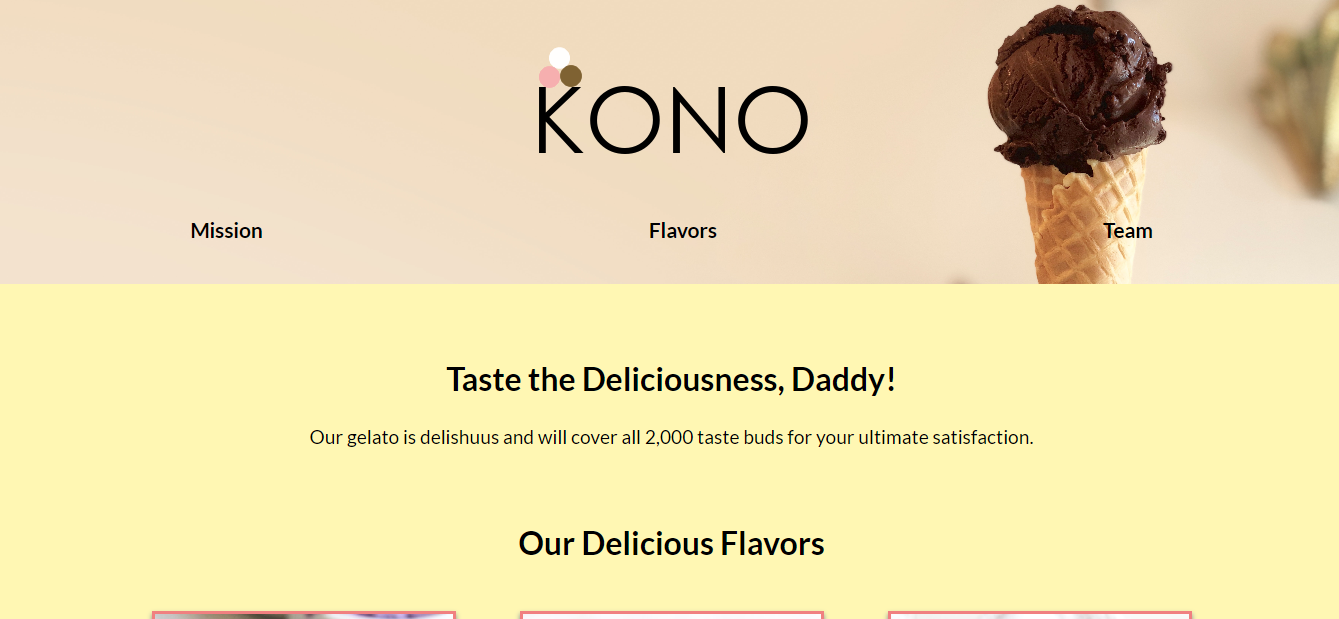 KONO
Mission Flavors Team
Taste the Deliciousness, Daddy!
Our gelato is delishuus and will cover all 2,000 taste buds for your ultimate satisfaction.
Our Delicious Flavors